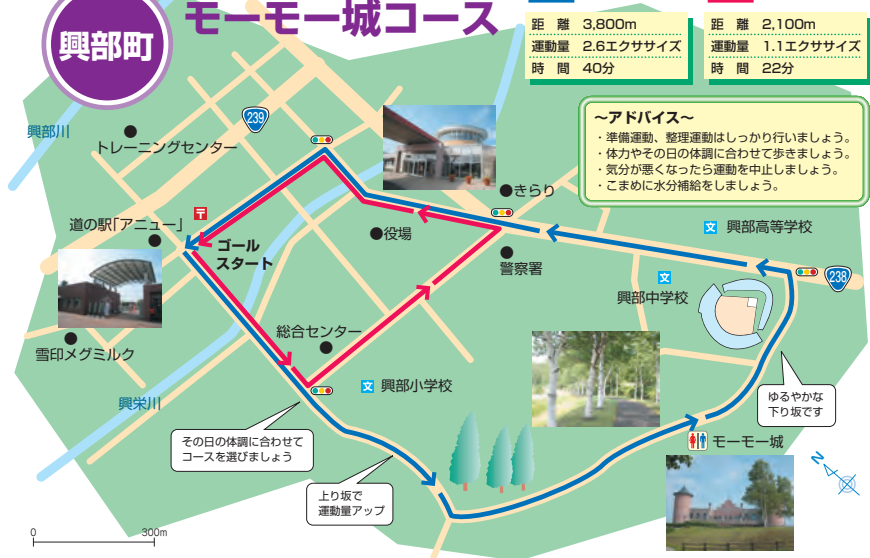 モーモー城コース
興部町
距　離　3,800m
運動量　2.6エクササイズ
時　間　40分
距　離　2,100m
運動量　1.1エクササイズ
時　間　22分
～アドバイス～
・準備運動、整理運動はしっかり行いましょう。
・体力やその日の体調に合わせて歩きましょう。
・気分が悪くなったら運動を中止しましょう。
・こまめに水分補給をしましょう。
239
興部川
トレーニングセンター
きらり
道の駅「アニュー」
〒
ゴール
スタート
役場
文 興部高等学校
警察署
238
文
興部中学校
総合センター
雪印メグミルク
文 興部小学校
興栄川
ゆるやかな
下り坂です
その日の体調に合わせて
コースを選びましょう
モーモー城
上り坂で
運動量アップ
N
0 300m